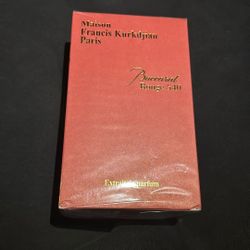 Maison
Francis Kurkdjian
Paris
Baccarat
Rouge 540
Extrait de parfum